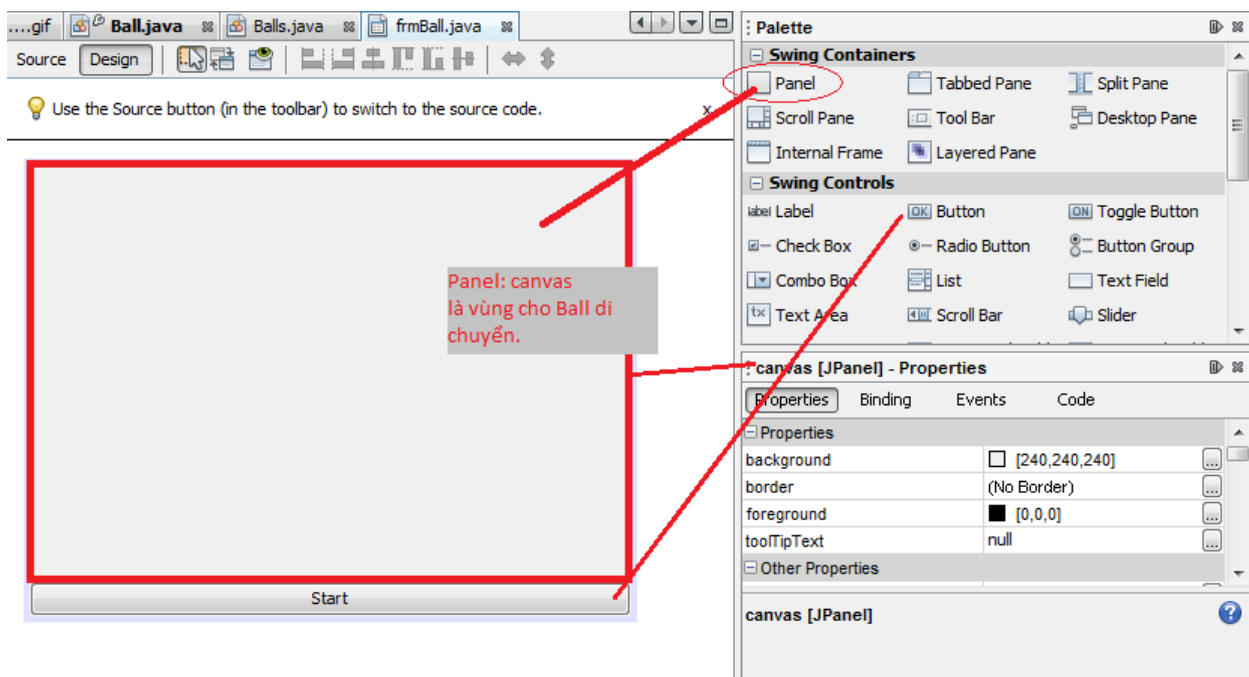 ....gif Ball.java Balls.java frmBall.java
Source Design
Use the Source button (in the toolbar) to switch to the source code. x
Panel: canvas
là vùng cho Ball di
chuyển.
Start
Palette
Swing Containers
Panel Tabbed Pane Split Pane
Scroll Pane Tool Bar Desktop Pane
Internal Frame Layered Pane
Swing Controls
label Label OK Button ON Toggle Button
Check Box Radio Button Button Group
Combo Box List Text Field
tx Text Area Scroll Bar Slider
canvas [JPanel] - Properties
Properties Binding Events Code
Properties
background [240,240,240] ...
border (No Border) ...
foreground [0,0,0] ...
toolTipText null ...
Other Properties
canvas [JPanel] ?